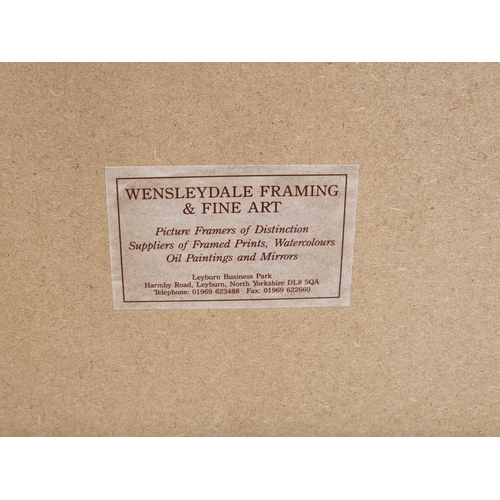 WENSLEYDALE FRAMING
& FINE ART
Picture Framers of Distinction
Suppliers of Framed Prints, Watercolours
Oil Paintings and Mirrors
Leyburn Business Park
Harmby Road, Leyburn, North Yorkshire DL8 5QA
Telephone: 01969 623488 Fax: 01969 622660